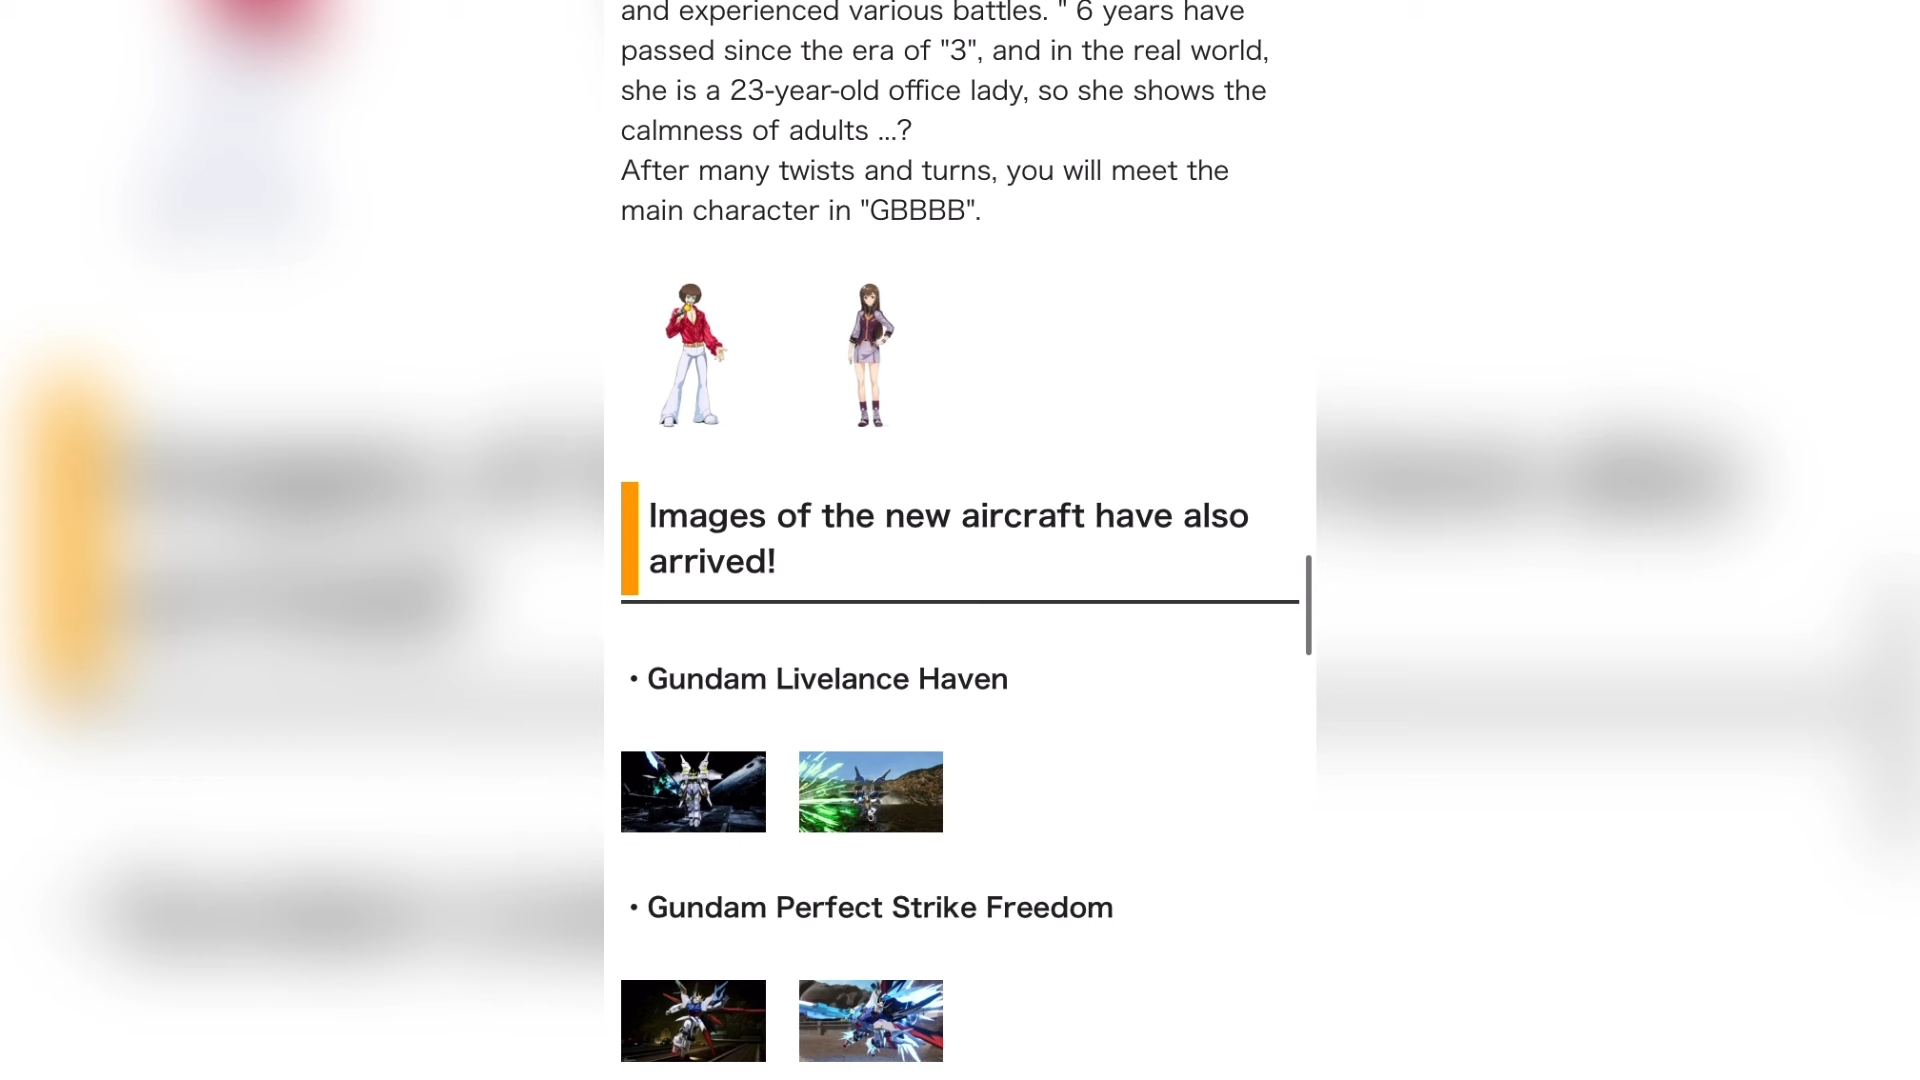 and experienced various battles. " 6 years have
passed since the era of "3", and in the real world,
she is a 23-year-old office lady, so she shows the
calmness of adults ...?
After many twists and turns, you will meet the
main character in "GBBBB".
Images of the new aircraft have also
arrived!
・Gundam Livelance Haven
・Gundam Perfect Strike Freedom